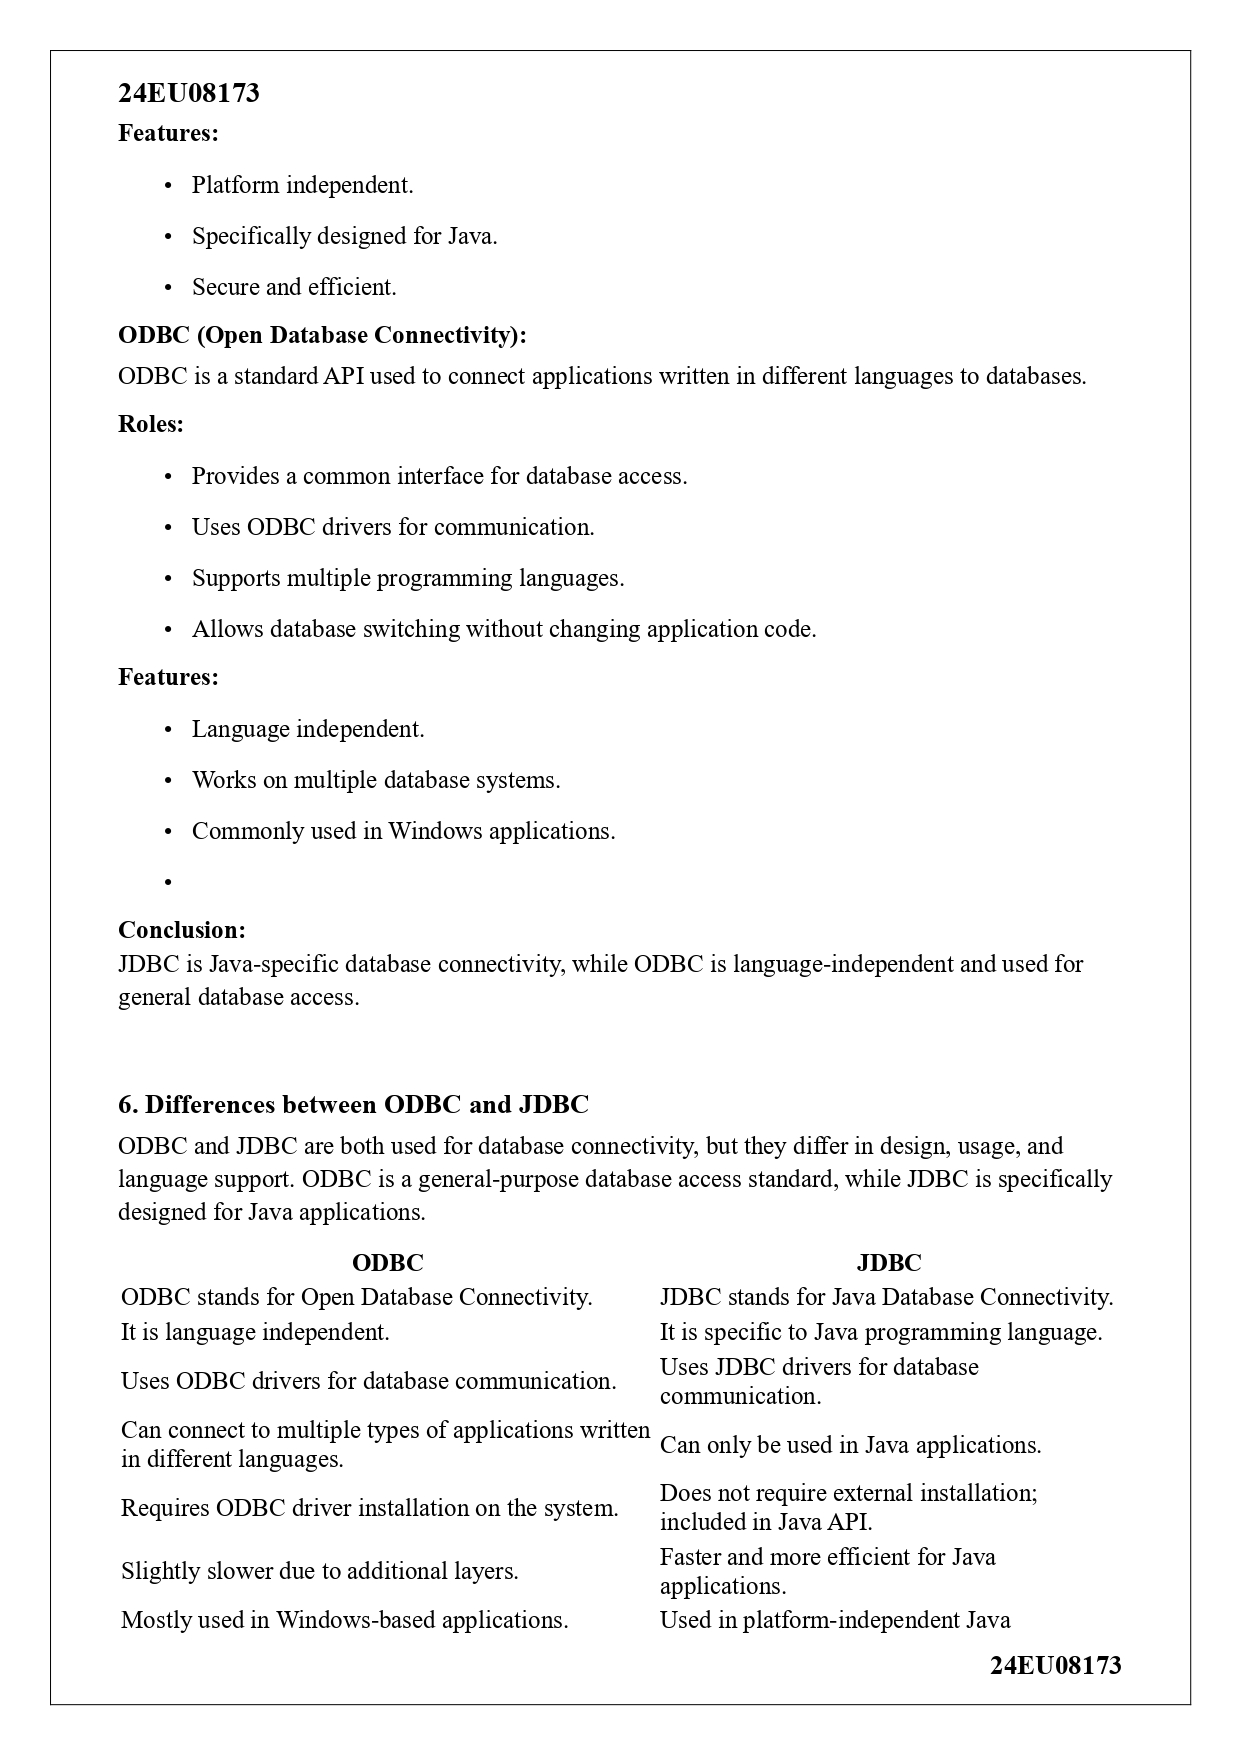 24EU08173
Features:
• Platform independent.
• Specifically designed for Java.
• Secure and efficient.
ODBC (Open Database Connectivity):
ODBC is a standard API used to connect applications written in different languages to databases.
Roles:
• Provides a common interface for database access.
• Uses ODBC drivers for communication.
• Supports multiple programming languages.
• Allows database switching without changing application code.
Features:
• Language independent.
• Works on multiple database systems.
• Commonly used in Windows applications.
•
Conclusion:
JDBC is Java-specific database connectivity, while ODBC is language-independent and used for
general database access.
6. Differences between ODBC and JDBC
ODBC and JDBC are both used for database connectivity, but they differ in design, usage, and
language support. ODBC is a general-purpose database access standard, while JDBC is specifically
designed for Java applications.
ODBC JDBC
ODBC stands for Open Database Connectivity. JDBC stands for Java Database Connectivity.
It is language independent. It is specific to Java programming language.
Uses ODBC drivers for database communication.
Uses JDBC drivers for database
communication.
Can connect to multiple types of applications written
in different languages.
Can only be used in Java applications.
Requires ODBC driver installation on the system.
Does not require external installation;
included in Java API.
Slightly slower due to additional layers.
Faster and more efficient for Java
applications.
Mostly used in Windows-based applications. Used in platform-independent Java
24EU08173